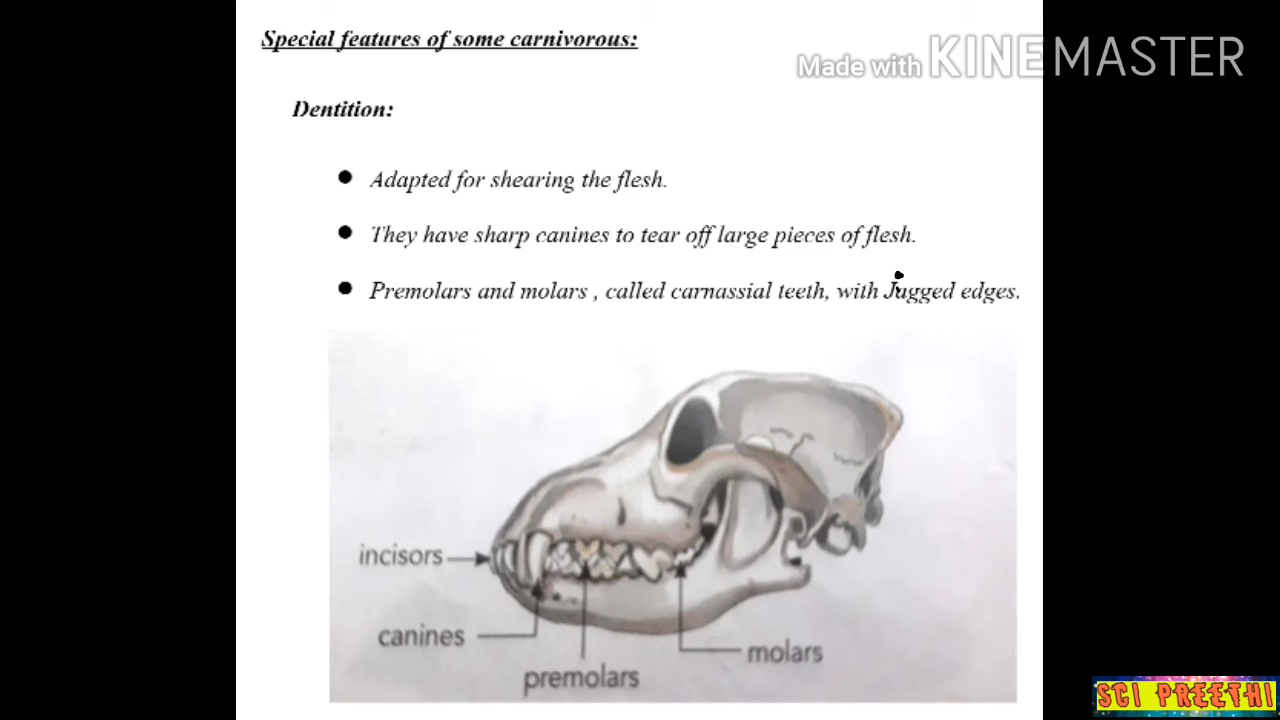 Special features of some carnivorous:
Made with KINEMASTER
Dentition:
● Adapted for shearing the flesh.
● They have sharp canines to tear off large pieces of flesh.
● Premolars and molars , called carnassial teeth, with Jagged edges.
incisors
canines
premolars
molars
SCI PREETHI